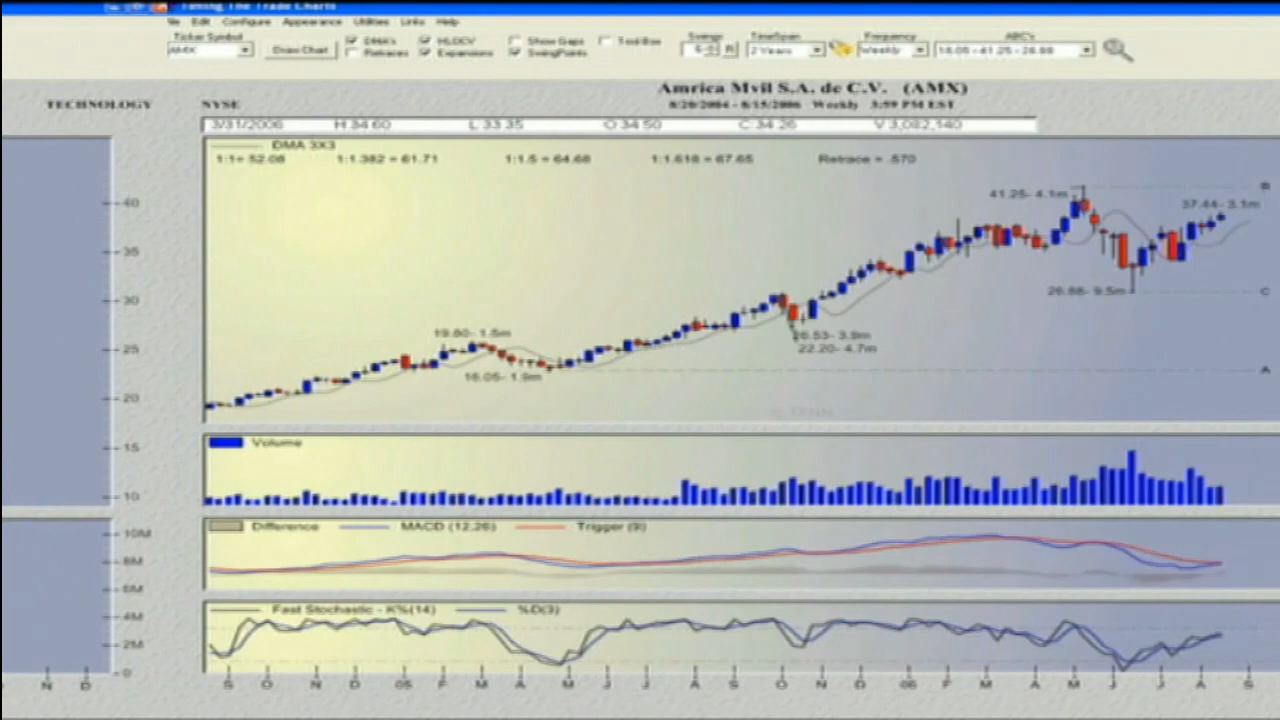 Timing The Trade Charts
File Edit Configure Appearance Utilities Links Help
Ticker Symbol
AMX
Draw Chart
DMA's
HLOCV
Show Gaps
Tool Box
Retraces
Expansions
SwingPoints
Swings
TimeSpan
2 Years
Frequency
Weekly
ABC's
16.05 - 41.25 - 26.88
TECHNOLOGY
NYSE
Amrica Mvil S.A. de C.V. (AMX)
8/20/2004 - 8/15/2006 Weekly 3:59 PM EST
3/31/2006 H 34.60 L 33.35 O 34.50 C 34.26 V 3,082,140
DMA 3X3
1:1= 52.08 1:1.382 = 61.71 1:1.5 = 64.68 1:1.618 = 67.65 Retrace = .570
41.25- 4.1m
B
37.44- 3.1m
40
35
30
26.88- 9.5m
C
19.80- 1.5m
26.53- 3.9m
22.20- 4.7m
25
16.05- 1.9m
A
20
15
10
Volume
Difference MACD (12,26) Trigger (9)
10M
8M
6M
Fast Stochastic - K%(14) %D(3)
4M
2M
0
N D
S O N D 05 F M A M J J A S O N D 06 F M A M J J A S